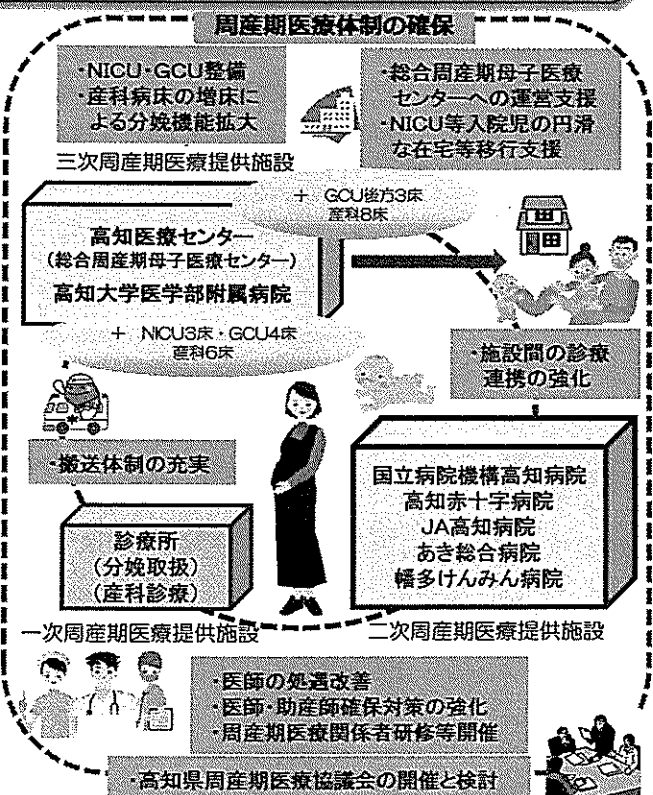 周産期医療体制の確保
・NICU・GCU整備
・産科病床の増床に
よる分娩機能拡大
・総合周産期母子医療
センターへの運営支援
・NICU等入院児の円滑
な在宅等移行支援
三次周産期医療提供施設
+ GCU後方3床
産科8床
高知医療センター
(総合周産期母子医療センター)
高知大学医学部附属病院
+ NICU3床・GCU4床
産科6床
・施設間の診療
連携の強化
・搬送体制の充実
国立病院機構高知病院
高知赤十字病院
JA高知病院
あき総合病院
幡多けんみん病院
診療所
(分娩取扱)
(産科診療)
一次周産期医療提供施設
二次周産期医療提供施設
・医師の処遇改善
・医師・助産師確保対策の強化
・周産期医療関係者研修等開催
・高知県周産期医療協議会の開催と検討